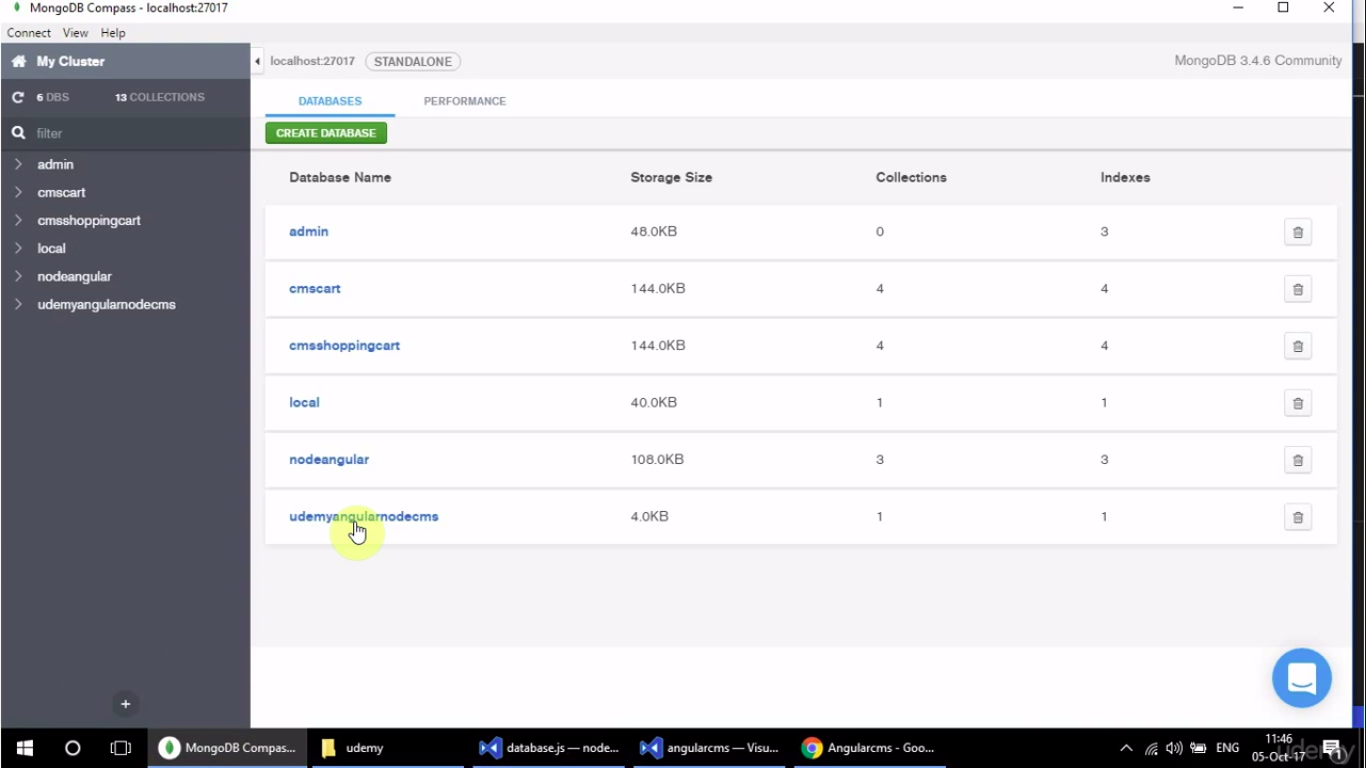 MongoDB Compass - localhost:27017
Connect View Help
My Cluster
localhost:27017 STANDALONE MongoDB 3.4.6 Community
6 DBS 13 COLLECTIONS
DATABASES PERFORMANCE
filter
CREATE DATABASE
admin
cmscart
cmsshoppingcart
local
nodeangular
udemyangularnodecms
Database Name Storage Size Collections Indexes
admin 48.0KB 0 3
cmscart 144.0KB 4 4
cmsshoppingcart 144.0KB 4 4
local 40.0KB 1 1
nodeangular 108.0KB 3 3
udemyangularnodecms 4.0KB 1 1
+
MongoDB Compas... udemy database.js — node... angularcms — Visu... Angularcms - Goo... ENG 11:46
05-Oct-17 1
udemy